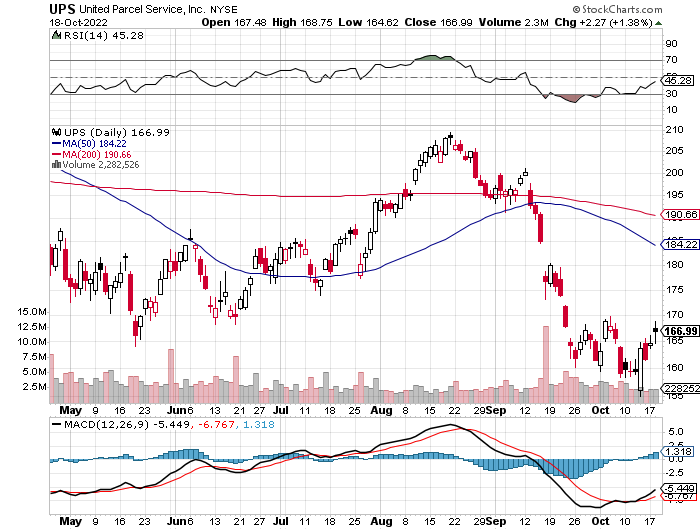 UPS United Parcel Service, Inc. NYSE © StockCharts.com
18-Oct-2022 Open 167.48 High 168.75 Low 164.62 Close 166.99 Volume 2.3M Chg +2.27 (+1.38%)
RSI(14) 45.28
90
70
50
45.28
30
10
UPS (Daily) 166.99
MA(50) 184.22
MA(200) 190.66
Volume 2,282,526
210
205
200
195
190.66
185
184.22
180
175
170
166.99
165
160
155
15.0M
12.5M
10.0M
7.5M
5.0M
2.5M
2282526
May 9 16 23 Jun 6 13 21 27 Jul 11 18 25 Aug 8 15 22 29 Sep 12 19 26 Oct 10 17
MACD(12,26,9) -5.449, -6.767, 1.318
5.0
2.5
1.318
0.0
-2.5
-5.449
-6.767
May 9 16 23 Jun 6 13 21 27 Jul 11 18 25 Aug 8 15 22 29 Sep 12 19 26 Oct 10 17